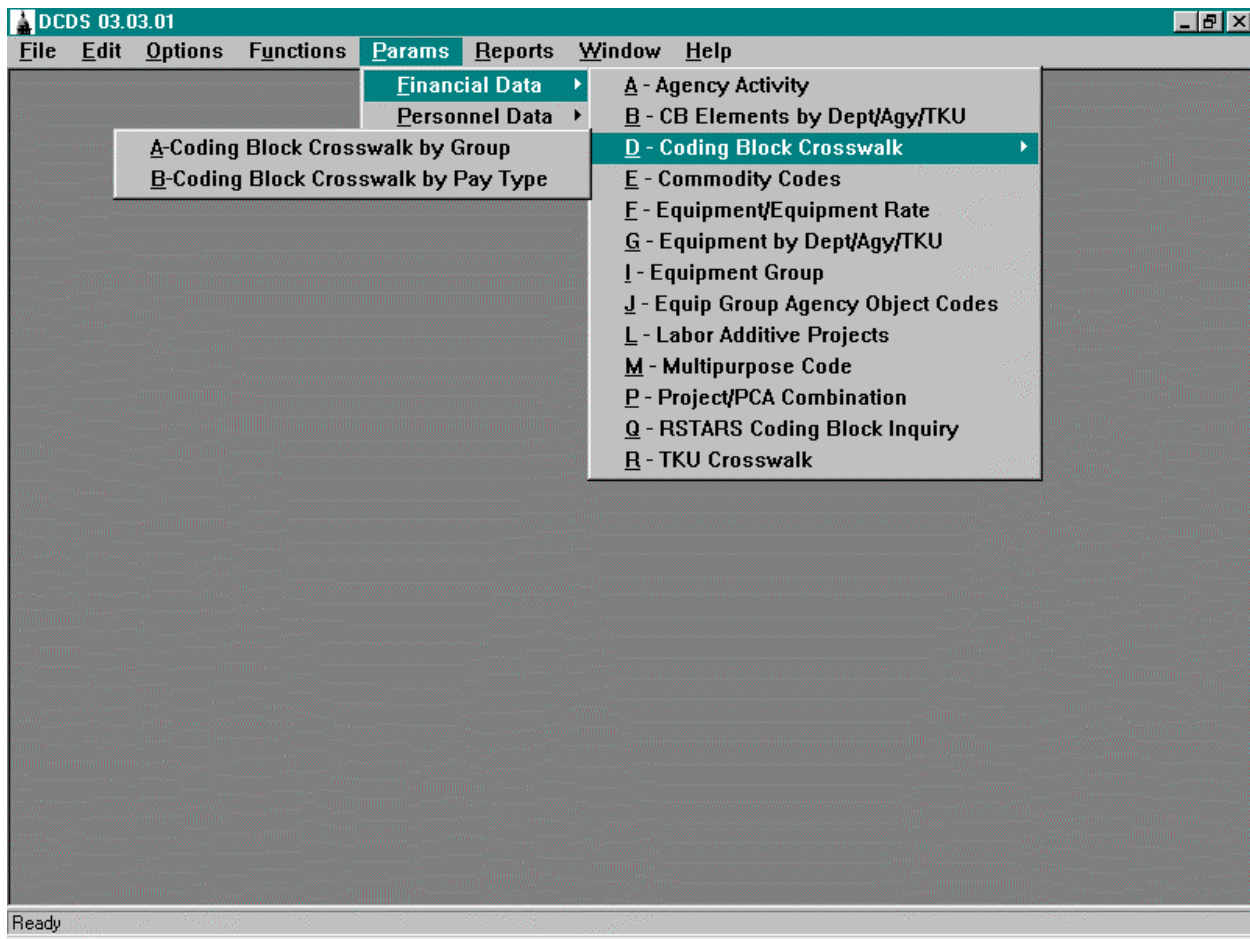 DCDS 03.03.01
File Edit Options Functions Params Reports Window Help
Financial Data
Personnel Data
A - Agency Activity
B - CB Elements by Dept/Agy/TKU
D - Coding Block Crosswalk
E - Commodity Codes
F - Equipment/Equipment Rate
G - Equipment by Dept/Agy/TKU
I - Equipment Group
J - Equip Group Agency Object Codes
L - Labor Additive Projects
M - Multipurpose Code
P - Project/PCA Combination
Q - RSTARS Coding Block Inquiry
R - TKU Crosswalk
A-Coding Block Crosswalk by Group
B-Coding Block Crosswalk by Pay Type
Ready